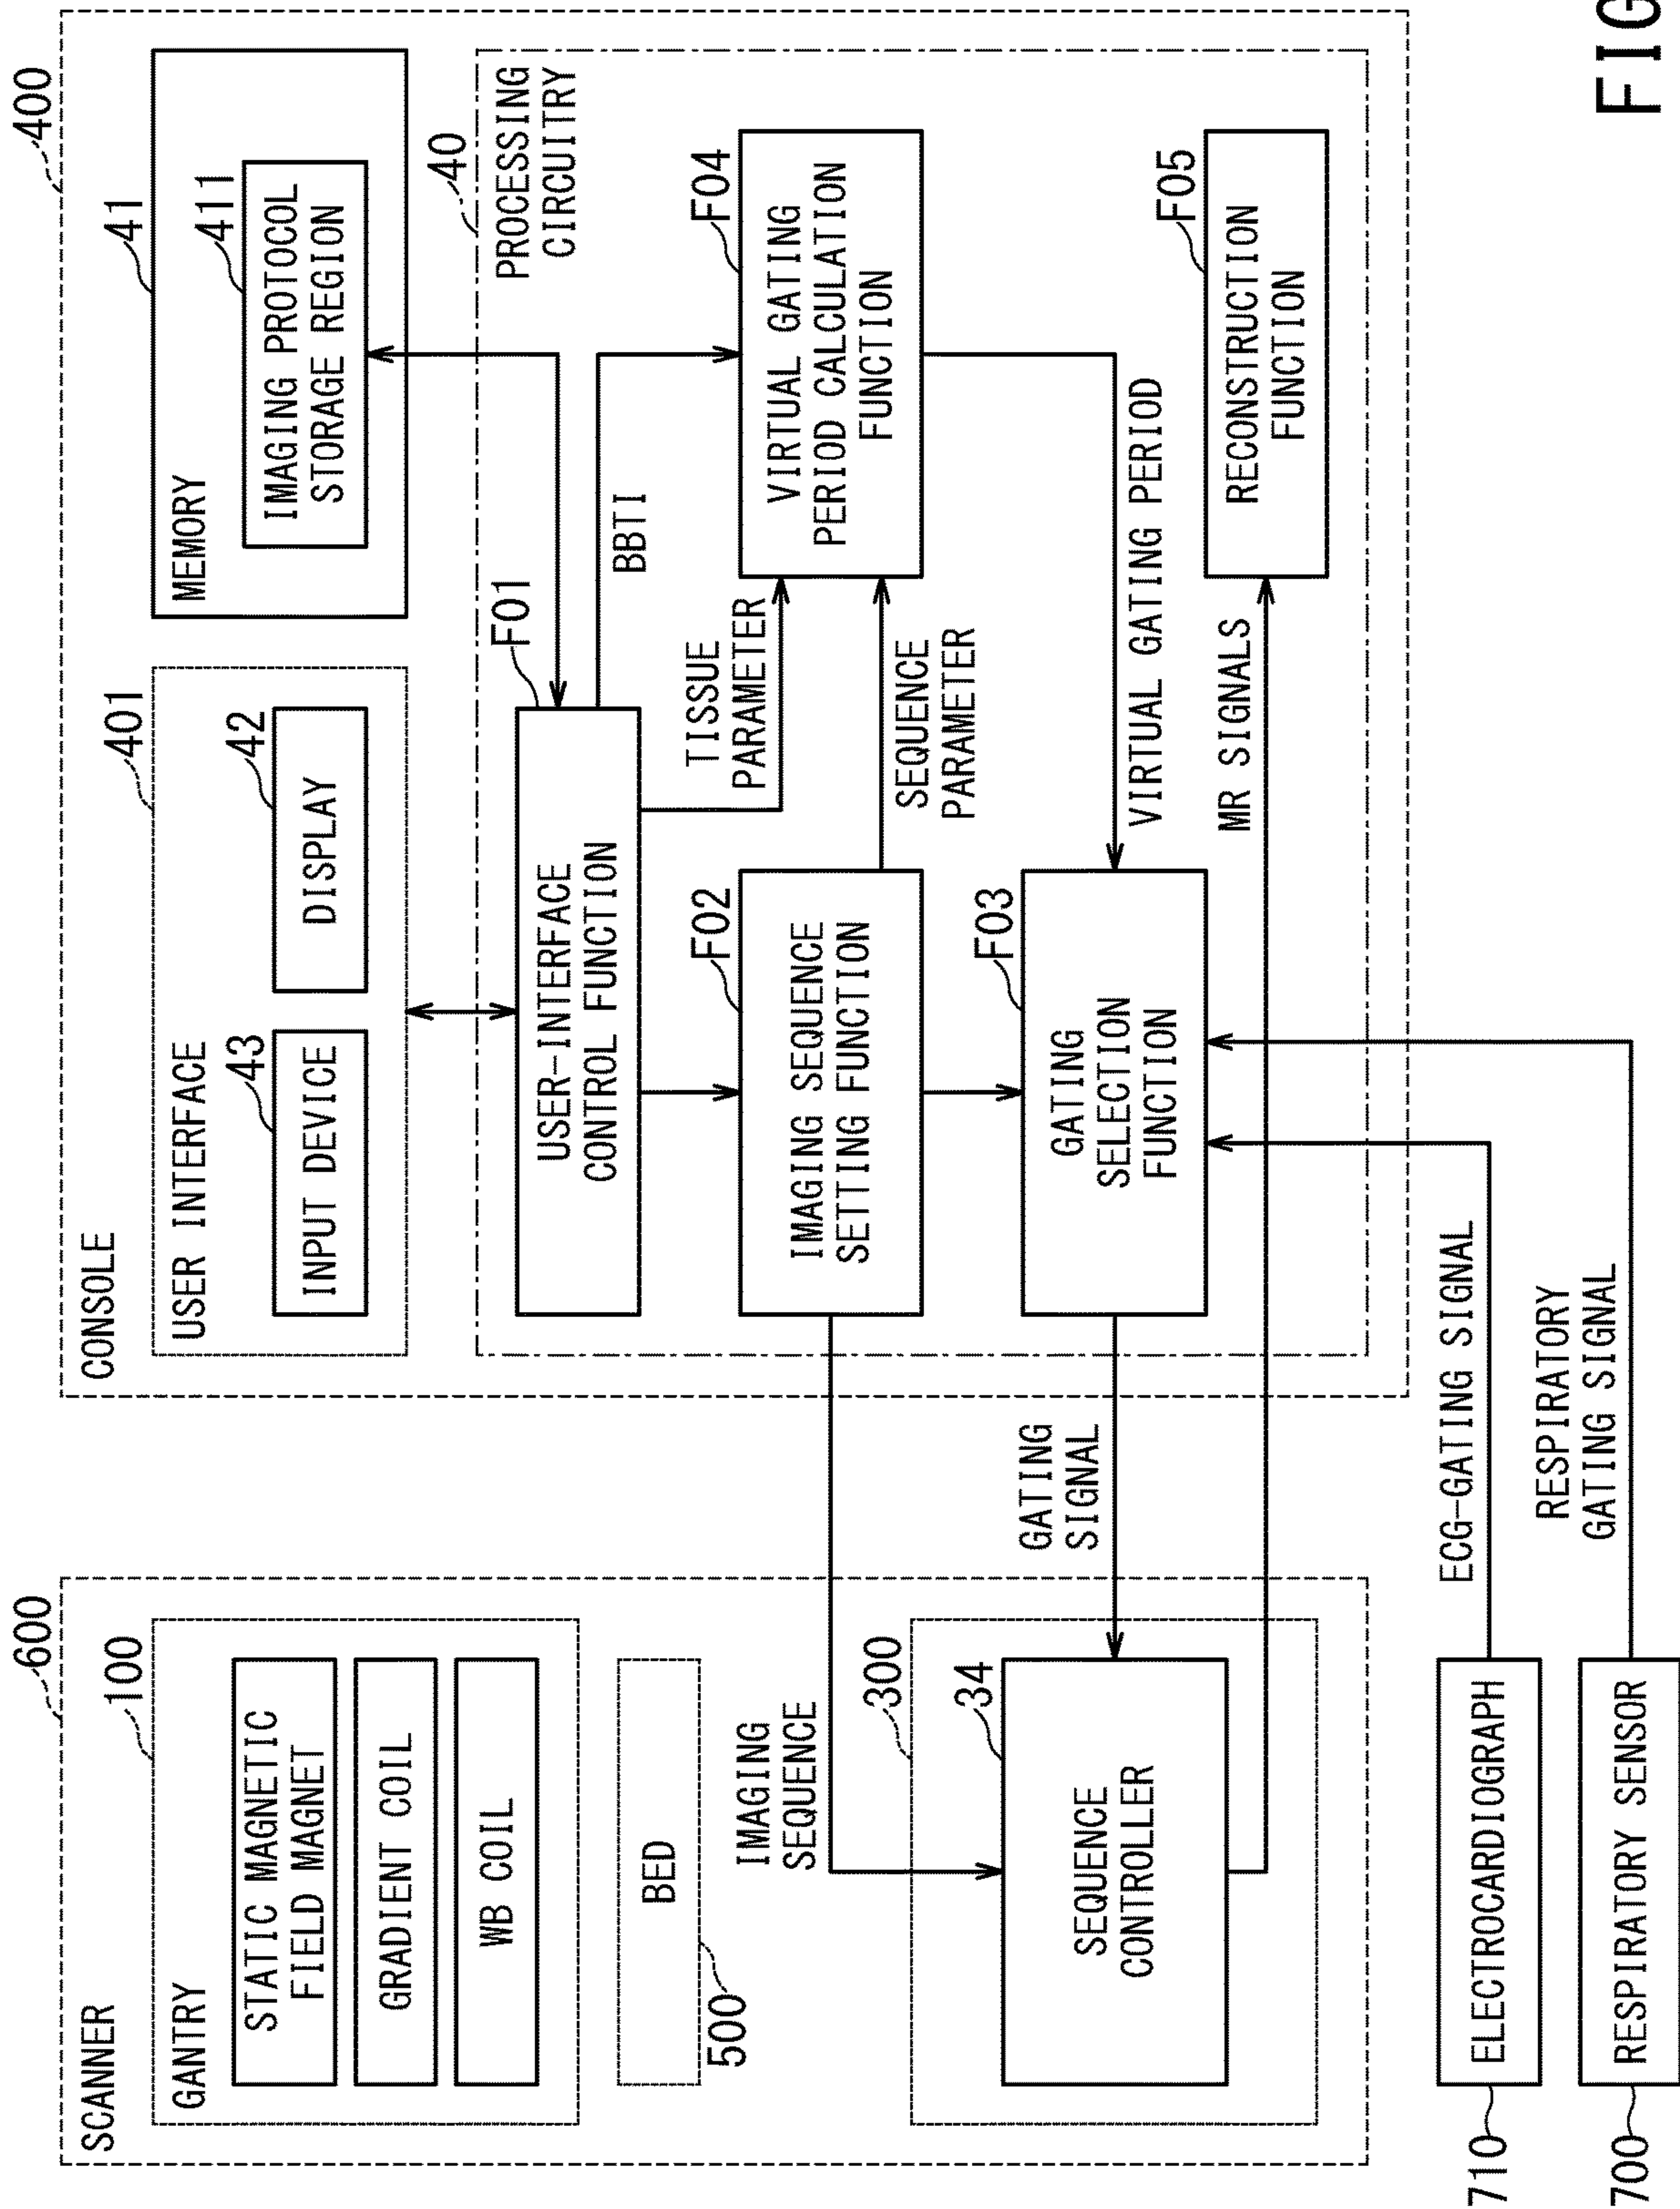 600
SCANNER
100
GANTRY
STATIC MAGNETIC
FIELD MAGNET
GRADIENT COIL
WB COIL
BED
500
IMAGING
SEQUENCE
300
34
SEQUENCE
CONTROLLER
GATING
SIGNAL
400
CONSOLE
401
USER INTERFACE
43
INPUT DEVICE
42
DISPLAY
41
MEMORY
411
IMAGING PROTOCOL
STORAGE REGION
40
PROCESSING
CIRCUITRY
F01
USER-INTERFACE
CONTROL FUNCTION
BBTI
TISSUE
PARAMETER
F02
IMAGING SEQUENCE
SETTING FUNCTION
SEQUENCE
PARAMETER
F04
VIRTUAL GATING
PERIOD CALCULATION
FUNCTION
F03
GATING
SELECTION
FUNCTION
VIRTUAL GATING PERIOD
MR SIGNALS
F05
RECONSTRUCTION
FUNCTION
710
ELECTROCARDIOGRAPH
ECG-GATING SIGNAL
700
RESPIRATORY SENSOR
RESPIRATORY
GATING SIGNAL
FIG